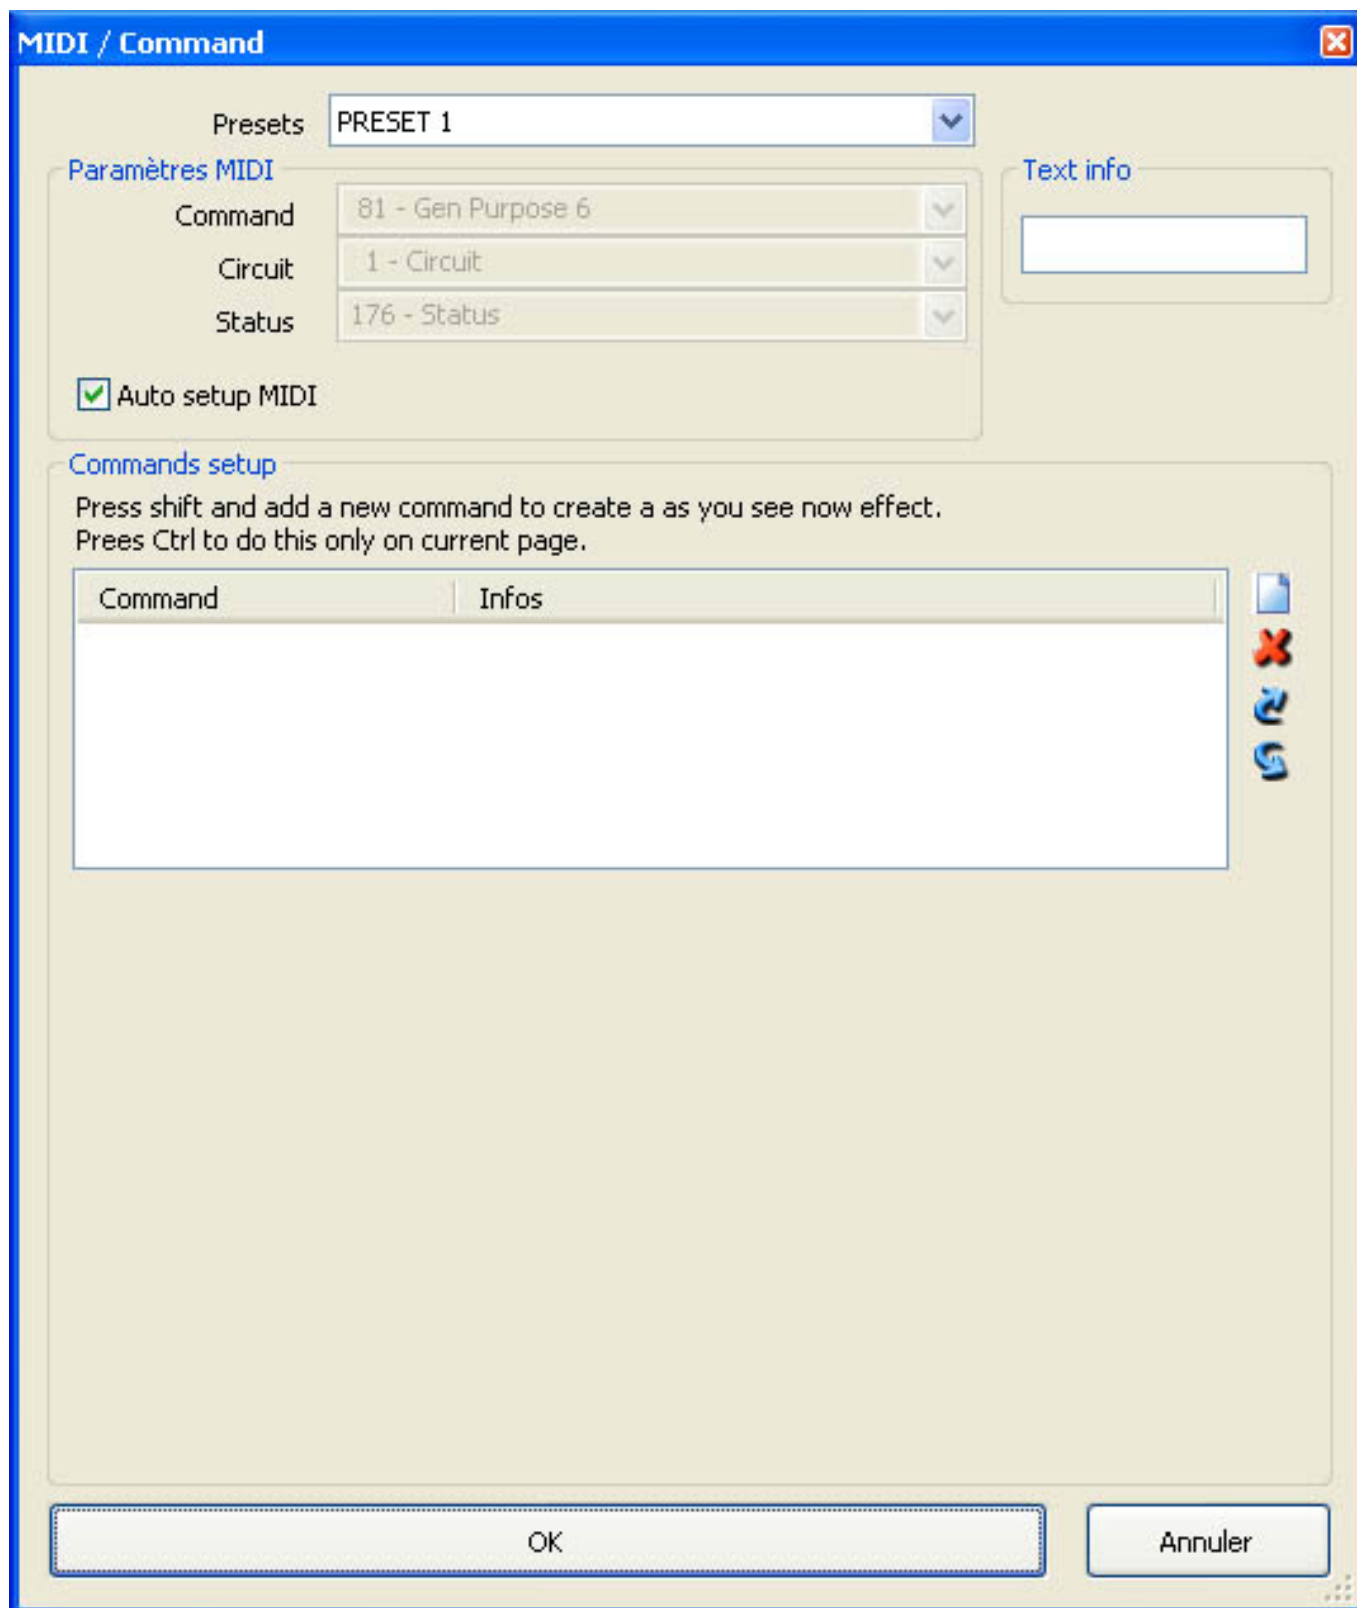 MIDI / Command
Presets PRESET 1
Paramètres MIDI
Text info
Command 81 - Gen Purpose 6
Circuit 1 - Circuit
Status 176 - Status
Auto setup MIDI
Commands setup
Press shift and add a new command to create a as you see now effect.
Prees Ctrl to do this only on current page.
Command Infos
OK Annuler